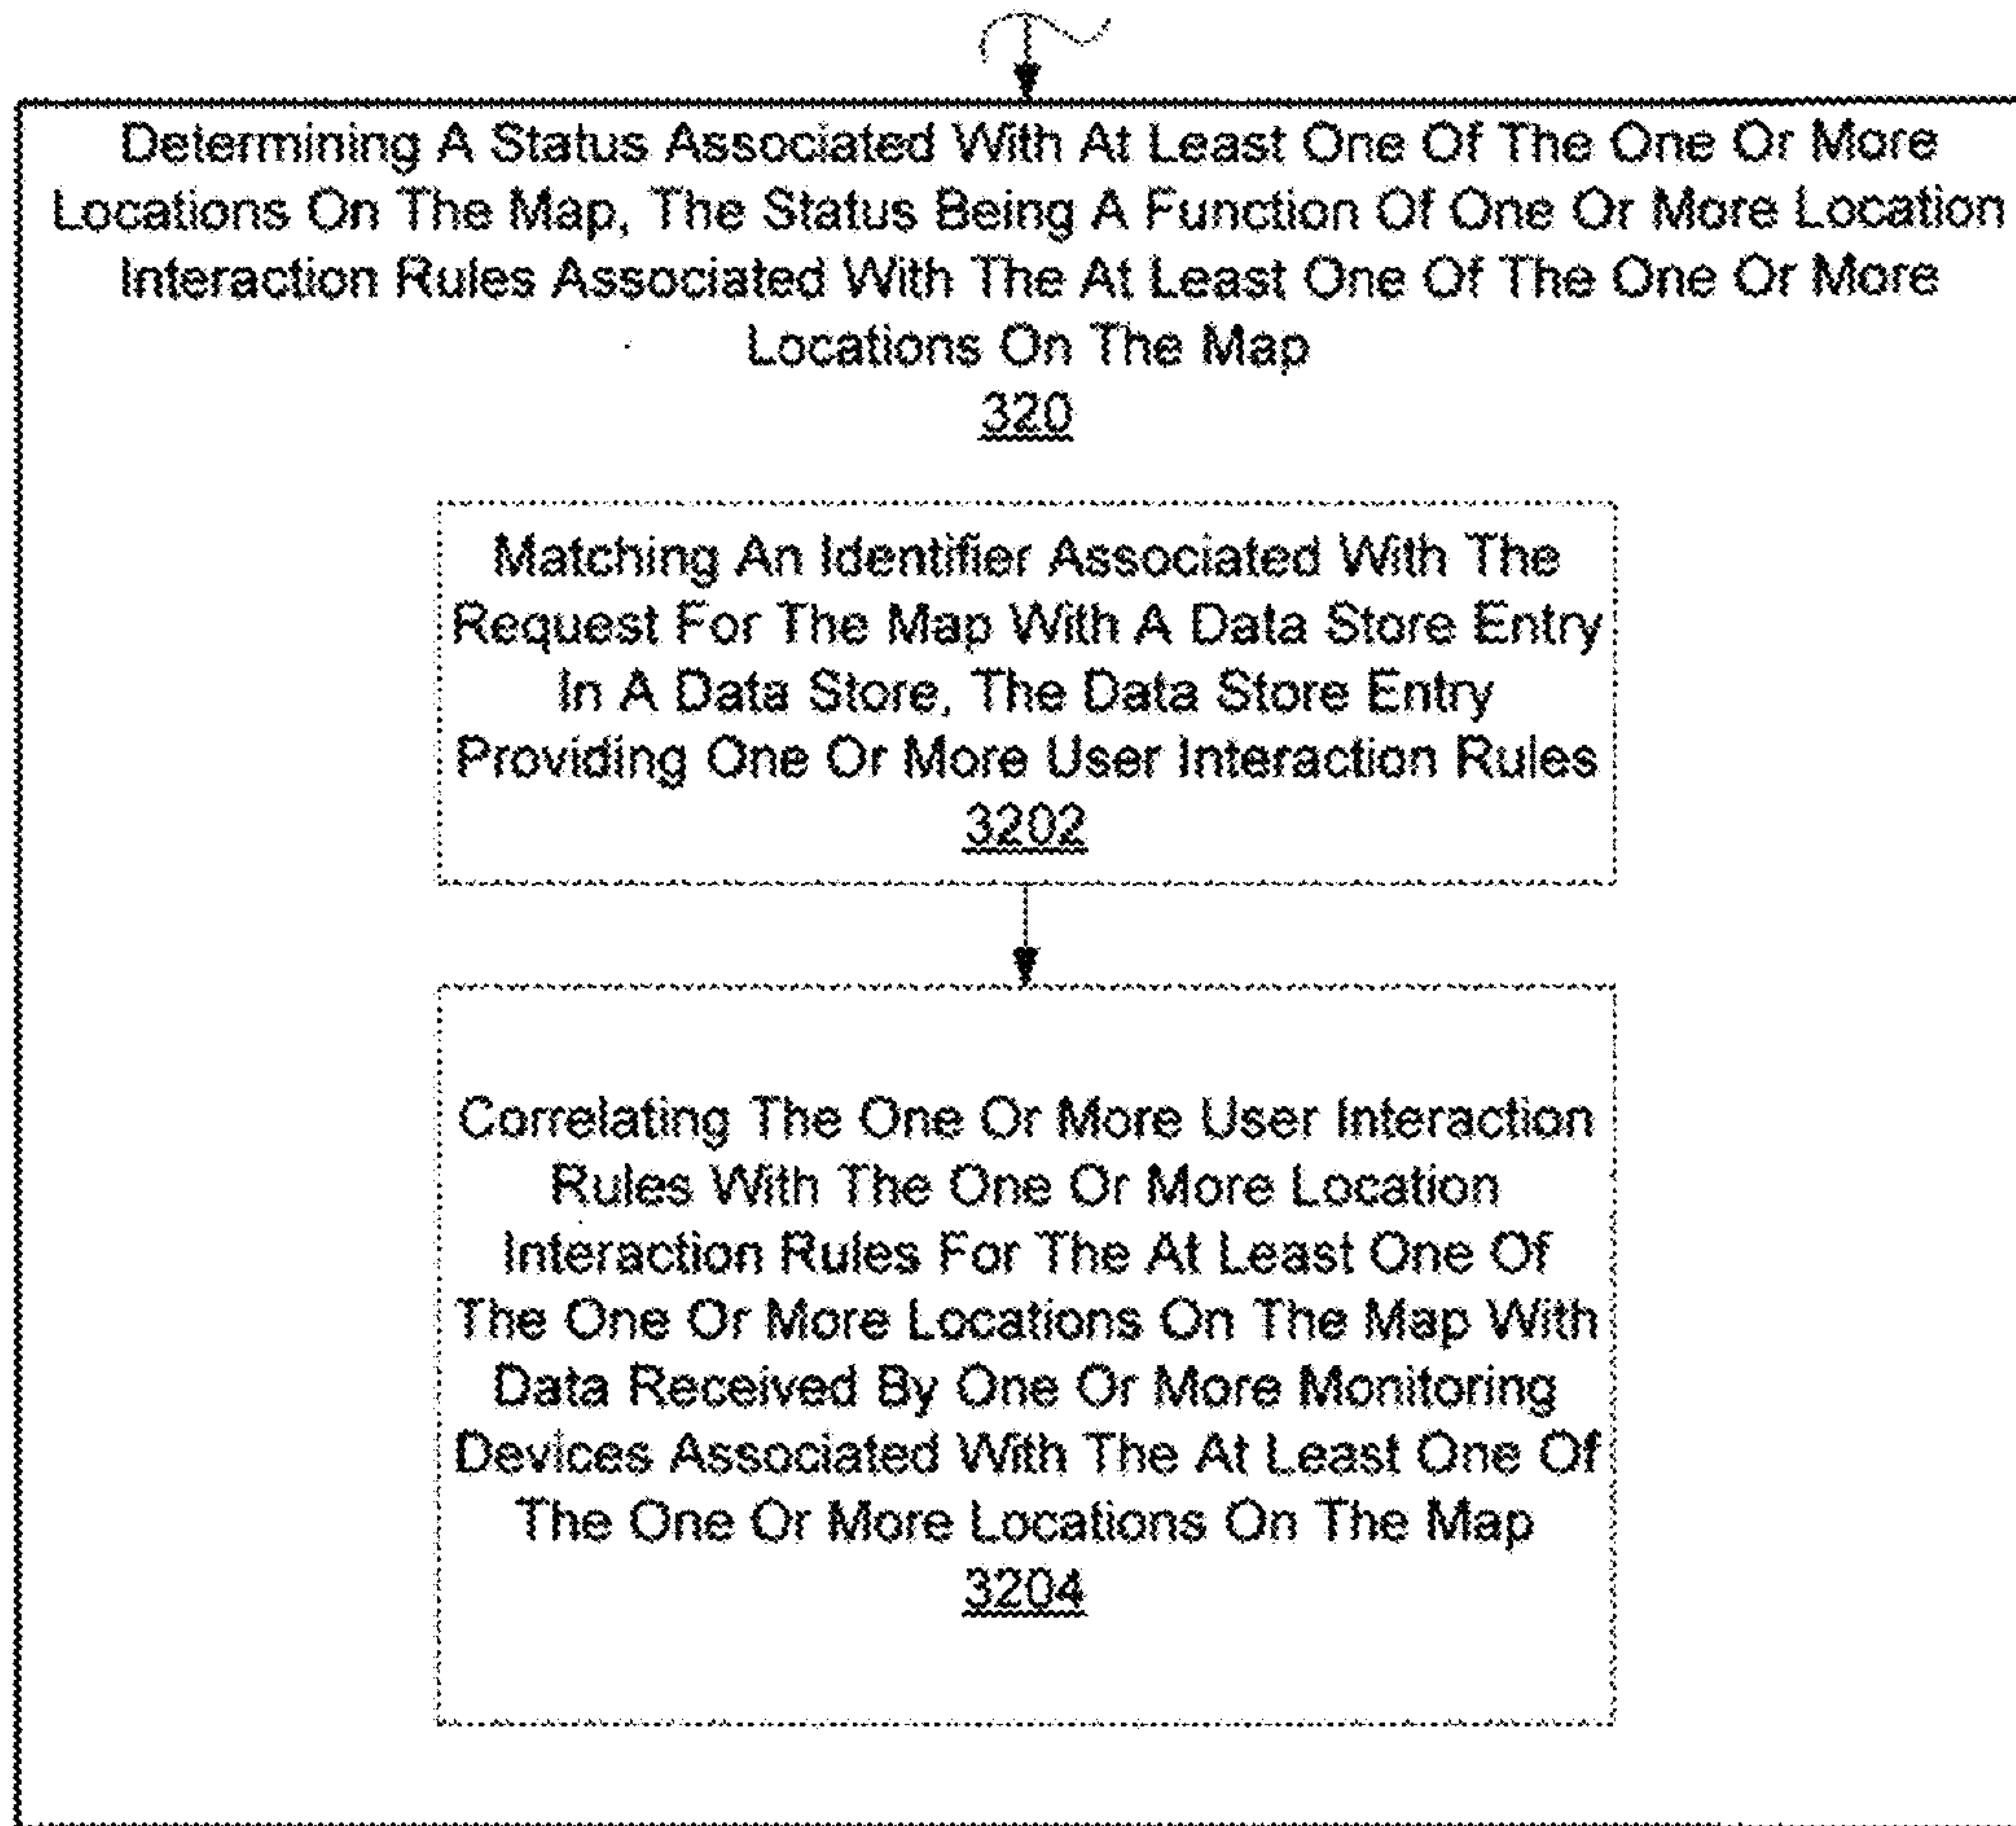 Determining A Status Associated With At Least One Of The One Or More
Locations On The Map, The Status Being A Function Of One Or More Location
Interaction Rules Associated With The At Least One Of The One Or More
Locations On The Map
320
Matching An Identifier Associated With The
Request For The Map With A Data Store Entry
In A Data Store, The Data Store Entry
Providing One Or More User Interaction Rules
3202
Correlating The One Or More User Interaction
Rules With The One Or More Location
Interaction Rules For The At Least One Of
The One Or More Locations On The Map With
Data Received By One Or More Monitoring
Devices Associated With The At Least One Of
The One Or More Locations On The Map
3204